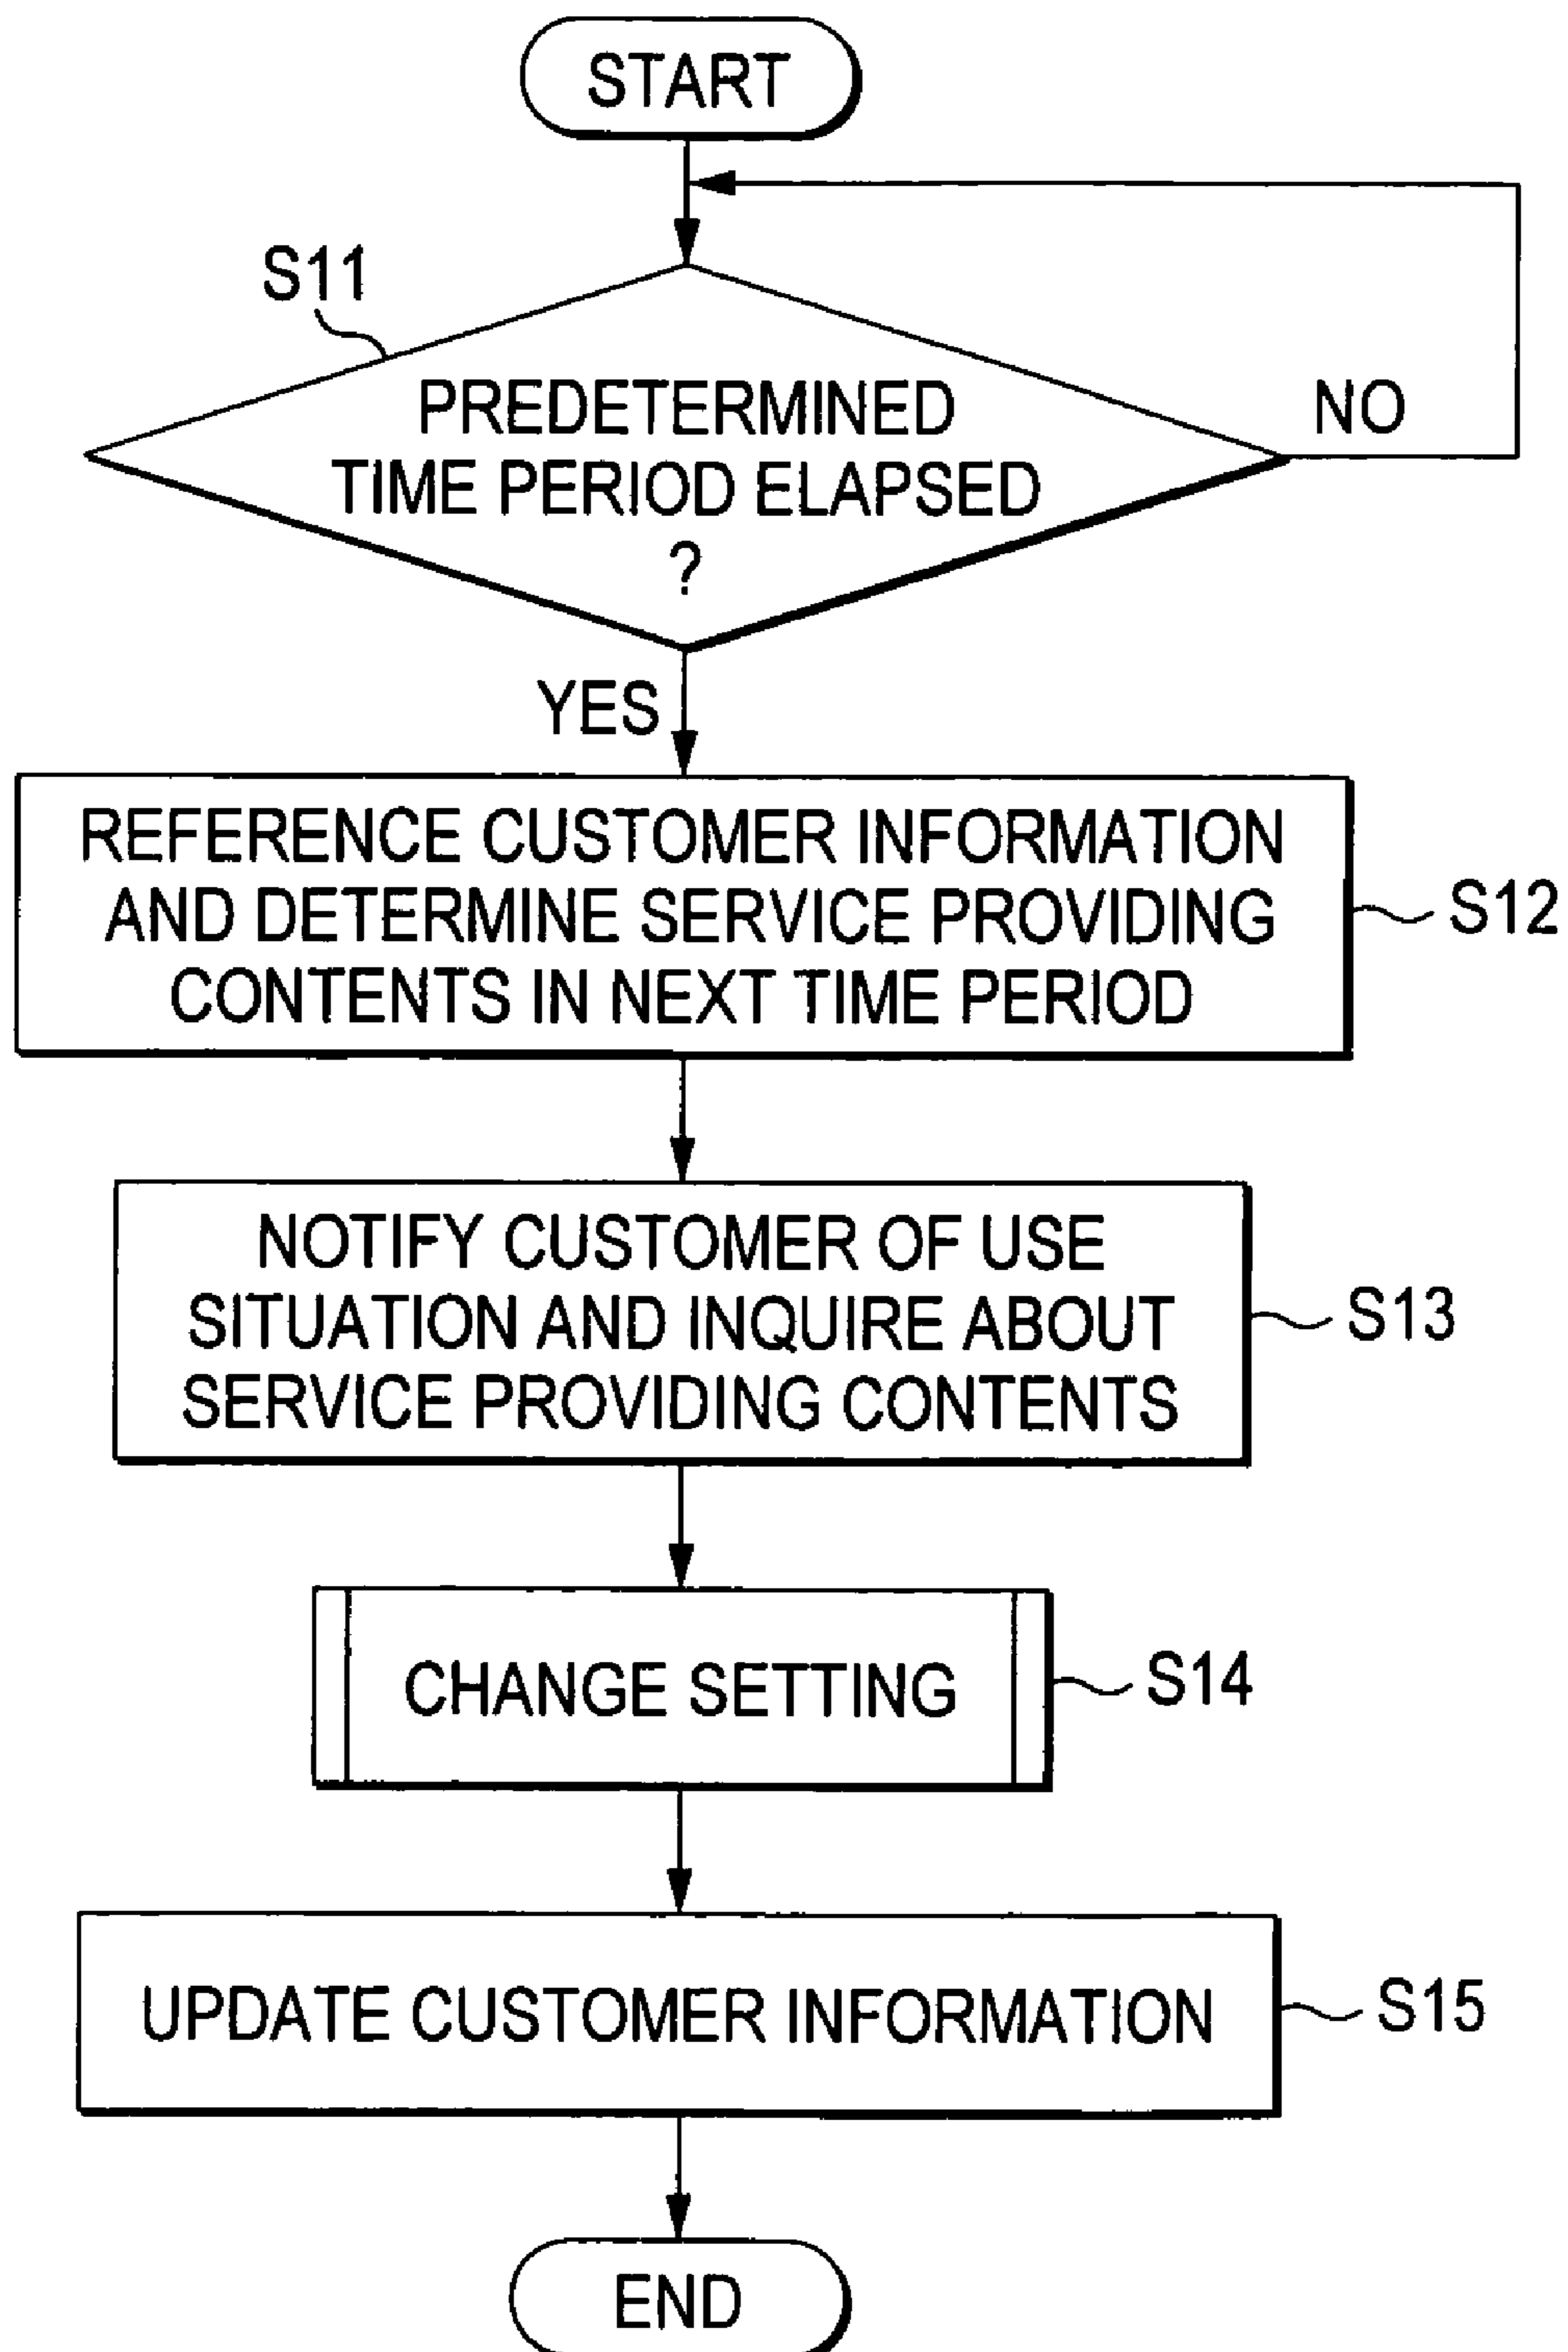 START
S11
PREDETERMINED
TIME PERIOD ELAPSED
?
NO
YES
REFERENCE CUSTOMER INFORMATION
AND DETERMINE SERVICE PROVIDING
CONTENTS IN NEXT TIME PERIOD
S12
NOTIFY CUSTOMER OF USE
SITUATION AND INQUIRE ABOUT
SERVICE PROVIDING CONTENTS
S13
CHANGE SETTING
S14
UPDATE CUSTOMER INFORMATION
S15
END